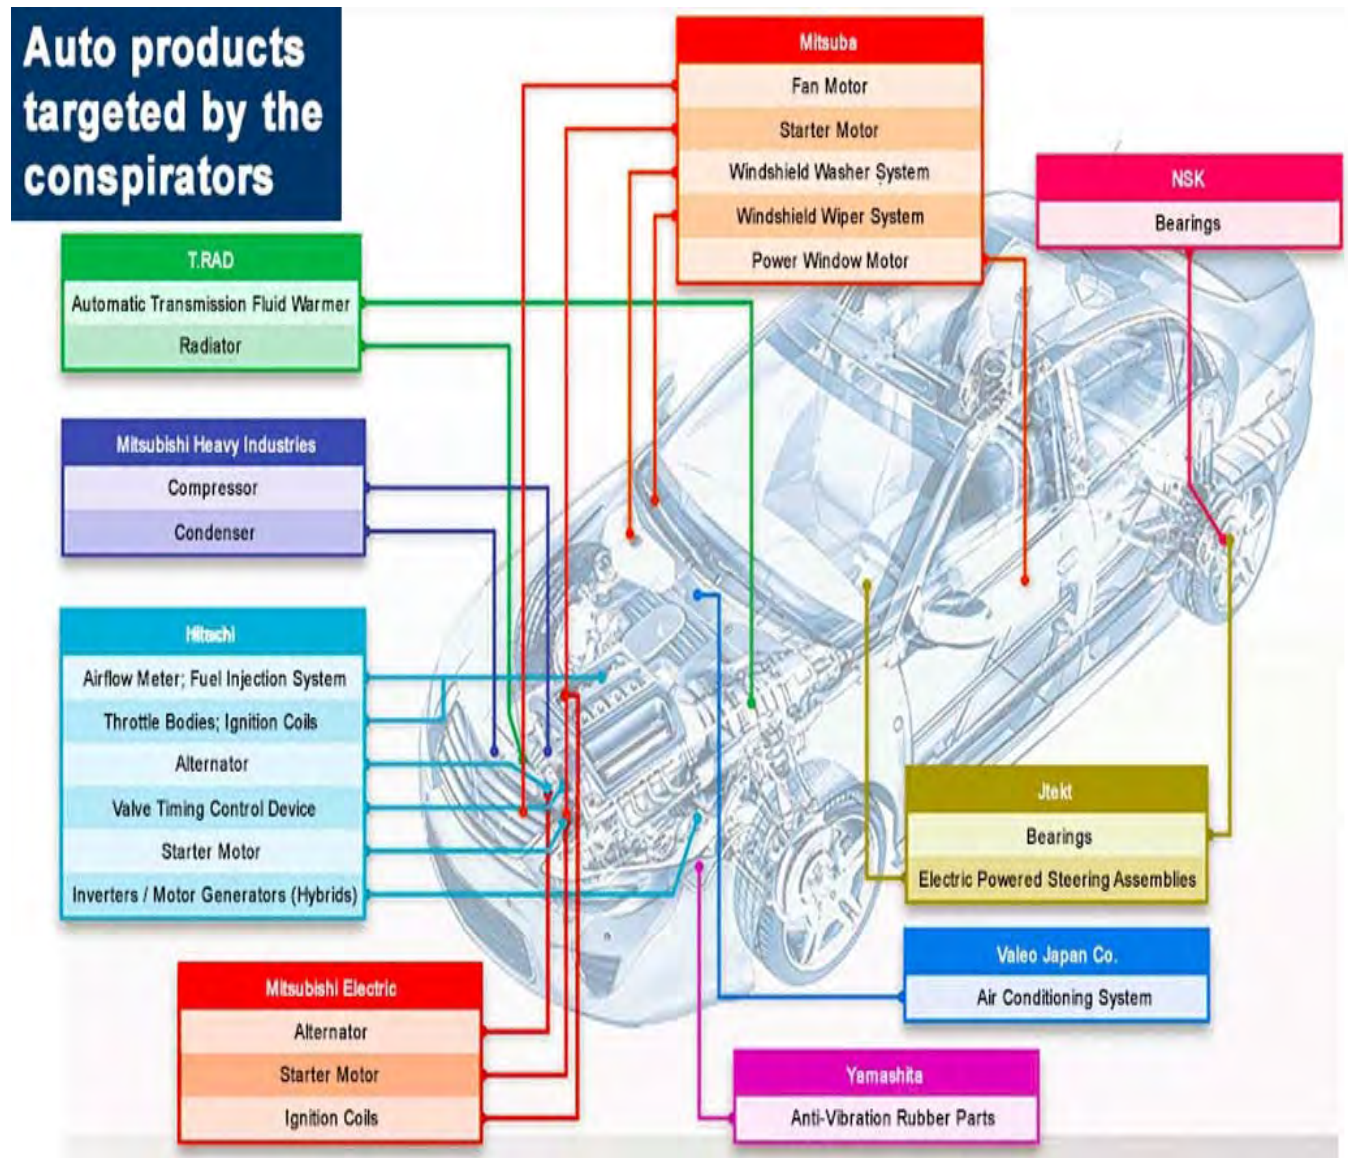 Auto products
targeted by the
conspirators
Mitsuba
Fan Motor
Starter Motor
Windshield Washer System
Windshield Wiper System
Power Window Motor
NSK
Bearings
T.RAD
Automatic Transmission Fluid Warmer
Radiator
Mitsubishi Heavy Industries
Compressor
Condenser
Hitachi
Airflow Meter; Fuel Injection System
Throttle Bodies; Ignition Coils
Alternator
Valve Timing Control Device
Starter Motor
Inverters / Motor Generators (Hybrids)
Jtekt
Bearings
Electric Powered Steering Assemblies
Valeo Japan Co.
Air Conditioning System
Mitsubishi Electric
Alternator
Starter Motor
Ignition Coils
Yamashita
Anti-Vibration Rubber Parts